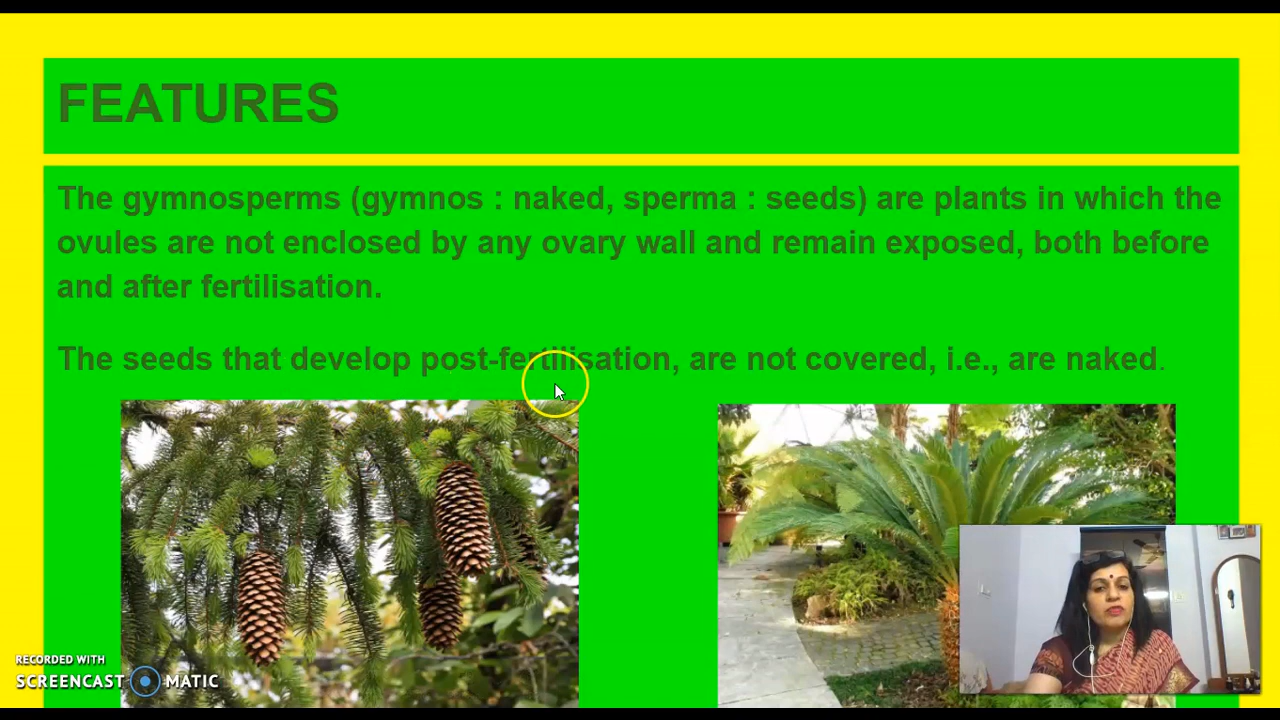 FEATURES
The gymnosperms (gymnos : naked, sperma : seeds) are plants in which the
ovules are not enclosed by any ovary wall and remain exposed, both before
and after fertilisation.
The seeds that develop post-fertilisation, are not covered, i.e., are naked.
RECORDED WITH
SCREENCAST MATIC